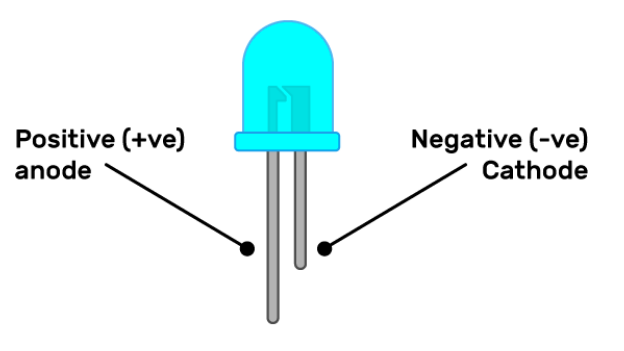 Positive (+ve)
anode
Negative (-ve)
Cathode